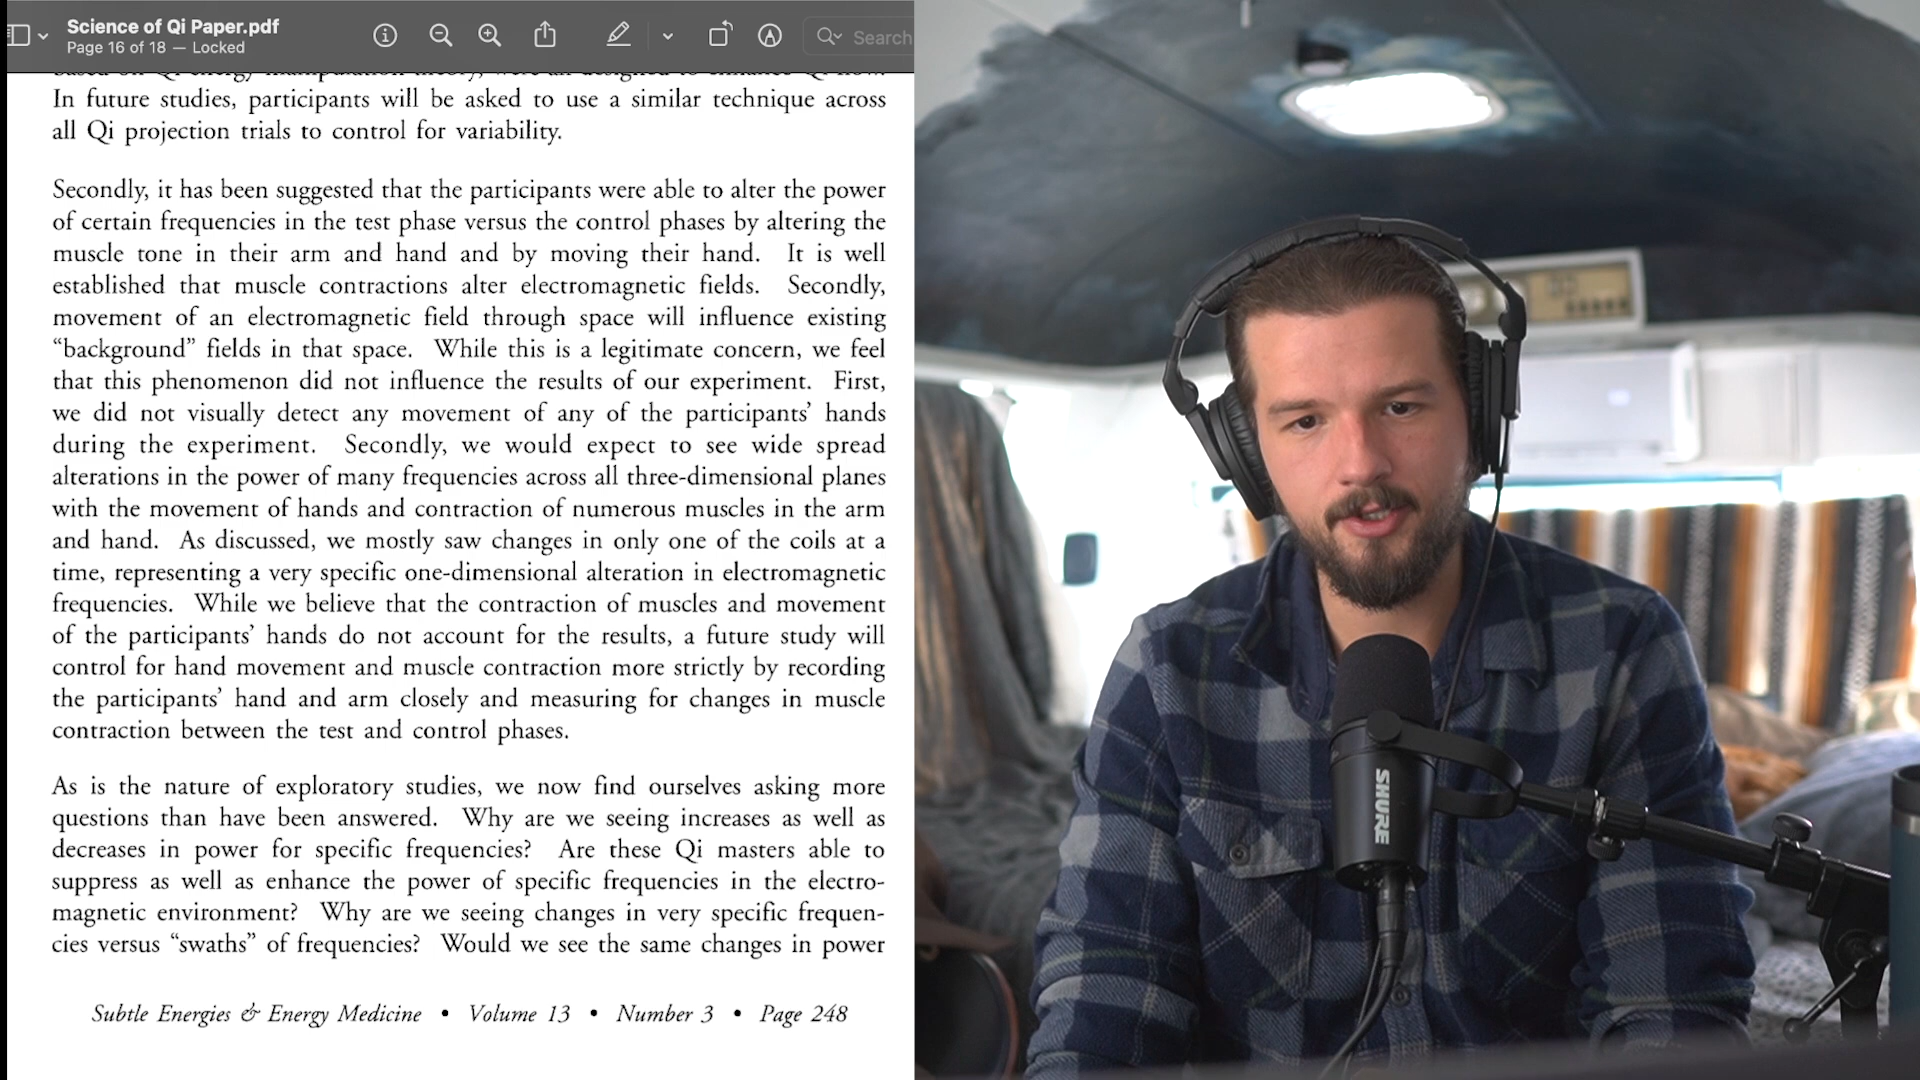 Science of Qi Paper.pdf
Page 16 of 18 — Locked
Search
based on Qi energy manipulation theory, were all designed to enhance Qi flow.
In future studies, participants will be asked to use a similar technique across
all Qi projection trials to control for variability.
Secondly, it has been suggested that the participants were able to alter the power
of certain frequencies in the test phase versus the control phases by altering the
muscle tone in their arm and hand and by moving their hand. It is well
established that muscle contractions alter electromagnetic fields. Secondly,
movement of an electromagnetic field through space will influence existing
“background” fields in that space. While this is a legitimate concern, we feel
that this phenomenon did not influence the results of our experiment. First,
we did not visually detect any movement of any of the participants’ hands
during the experiment. Secondly, we would expect to see wide spread
alterations in the power of many frequencies across all three-dimensional planes
with the movement of hands and contraction of numerous muscles in the arm
and hand. As discussed, we mostly saw changes in only one of the coils at a
time, representing a very specific one-dimensional alteration in electromagnetic
frequencies. While we believe that the contraction of muscles and movement
of the participants’ hands do not account for the results, a future study will
control for hand movement and muscle contraction more strictly by recording
the participants’ hand and arm closely and measuring for changes in muscle
contraction between the test and control phases.
As is the nature of exploratory studies, we now find ourselves asking more
questions than have been answered. Why are we seeing increases as well as
decreases in power for specific frequencies? Are these Qi masters able to
suppress as well as enhance the power of specific frequencies in the electro-
magnetic environment? Why are we seeing changes in very specific frequen-
cies versus “swaths” of frequencies? Would we see the same changes in power
Subtle Energies & Energy Medicine • Volume 13 • Number 3 • Page 248
SHURE